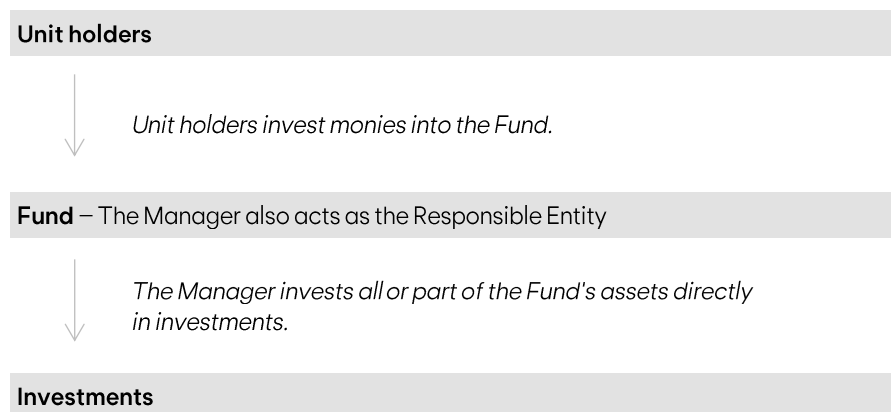 Unit holders
Unit holders invest monies into the Fund.
Fund – The Manager also acts as the Responsible Entity
The Manager invests all or part of the Fund's assets directly
in investments.
Investments